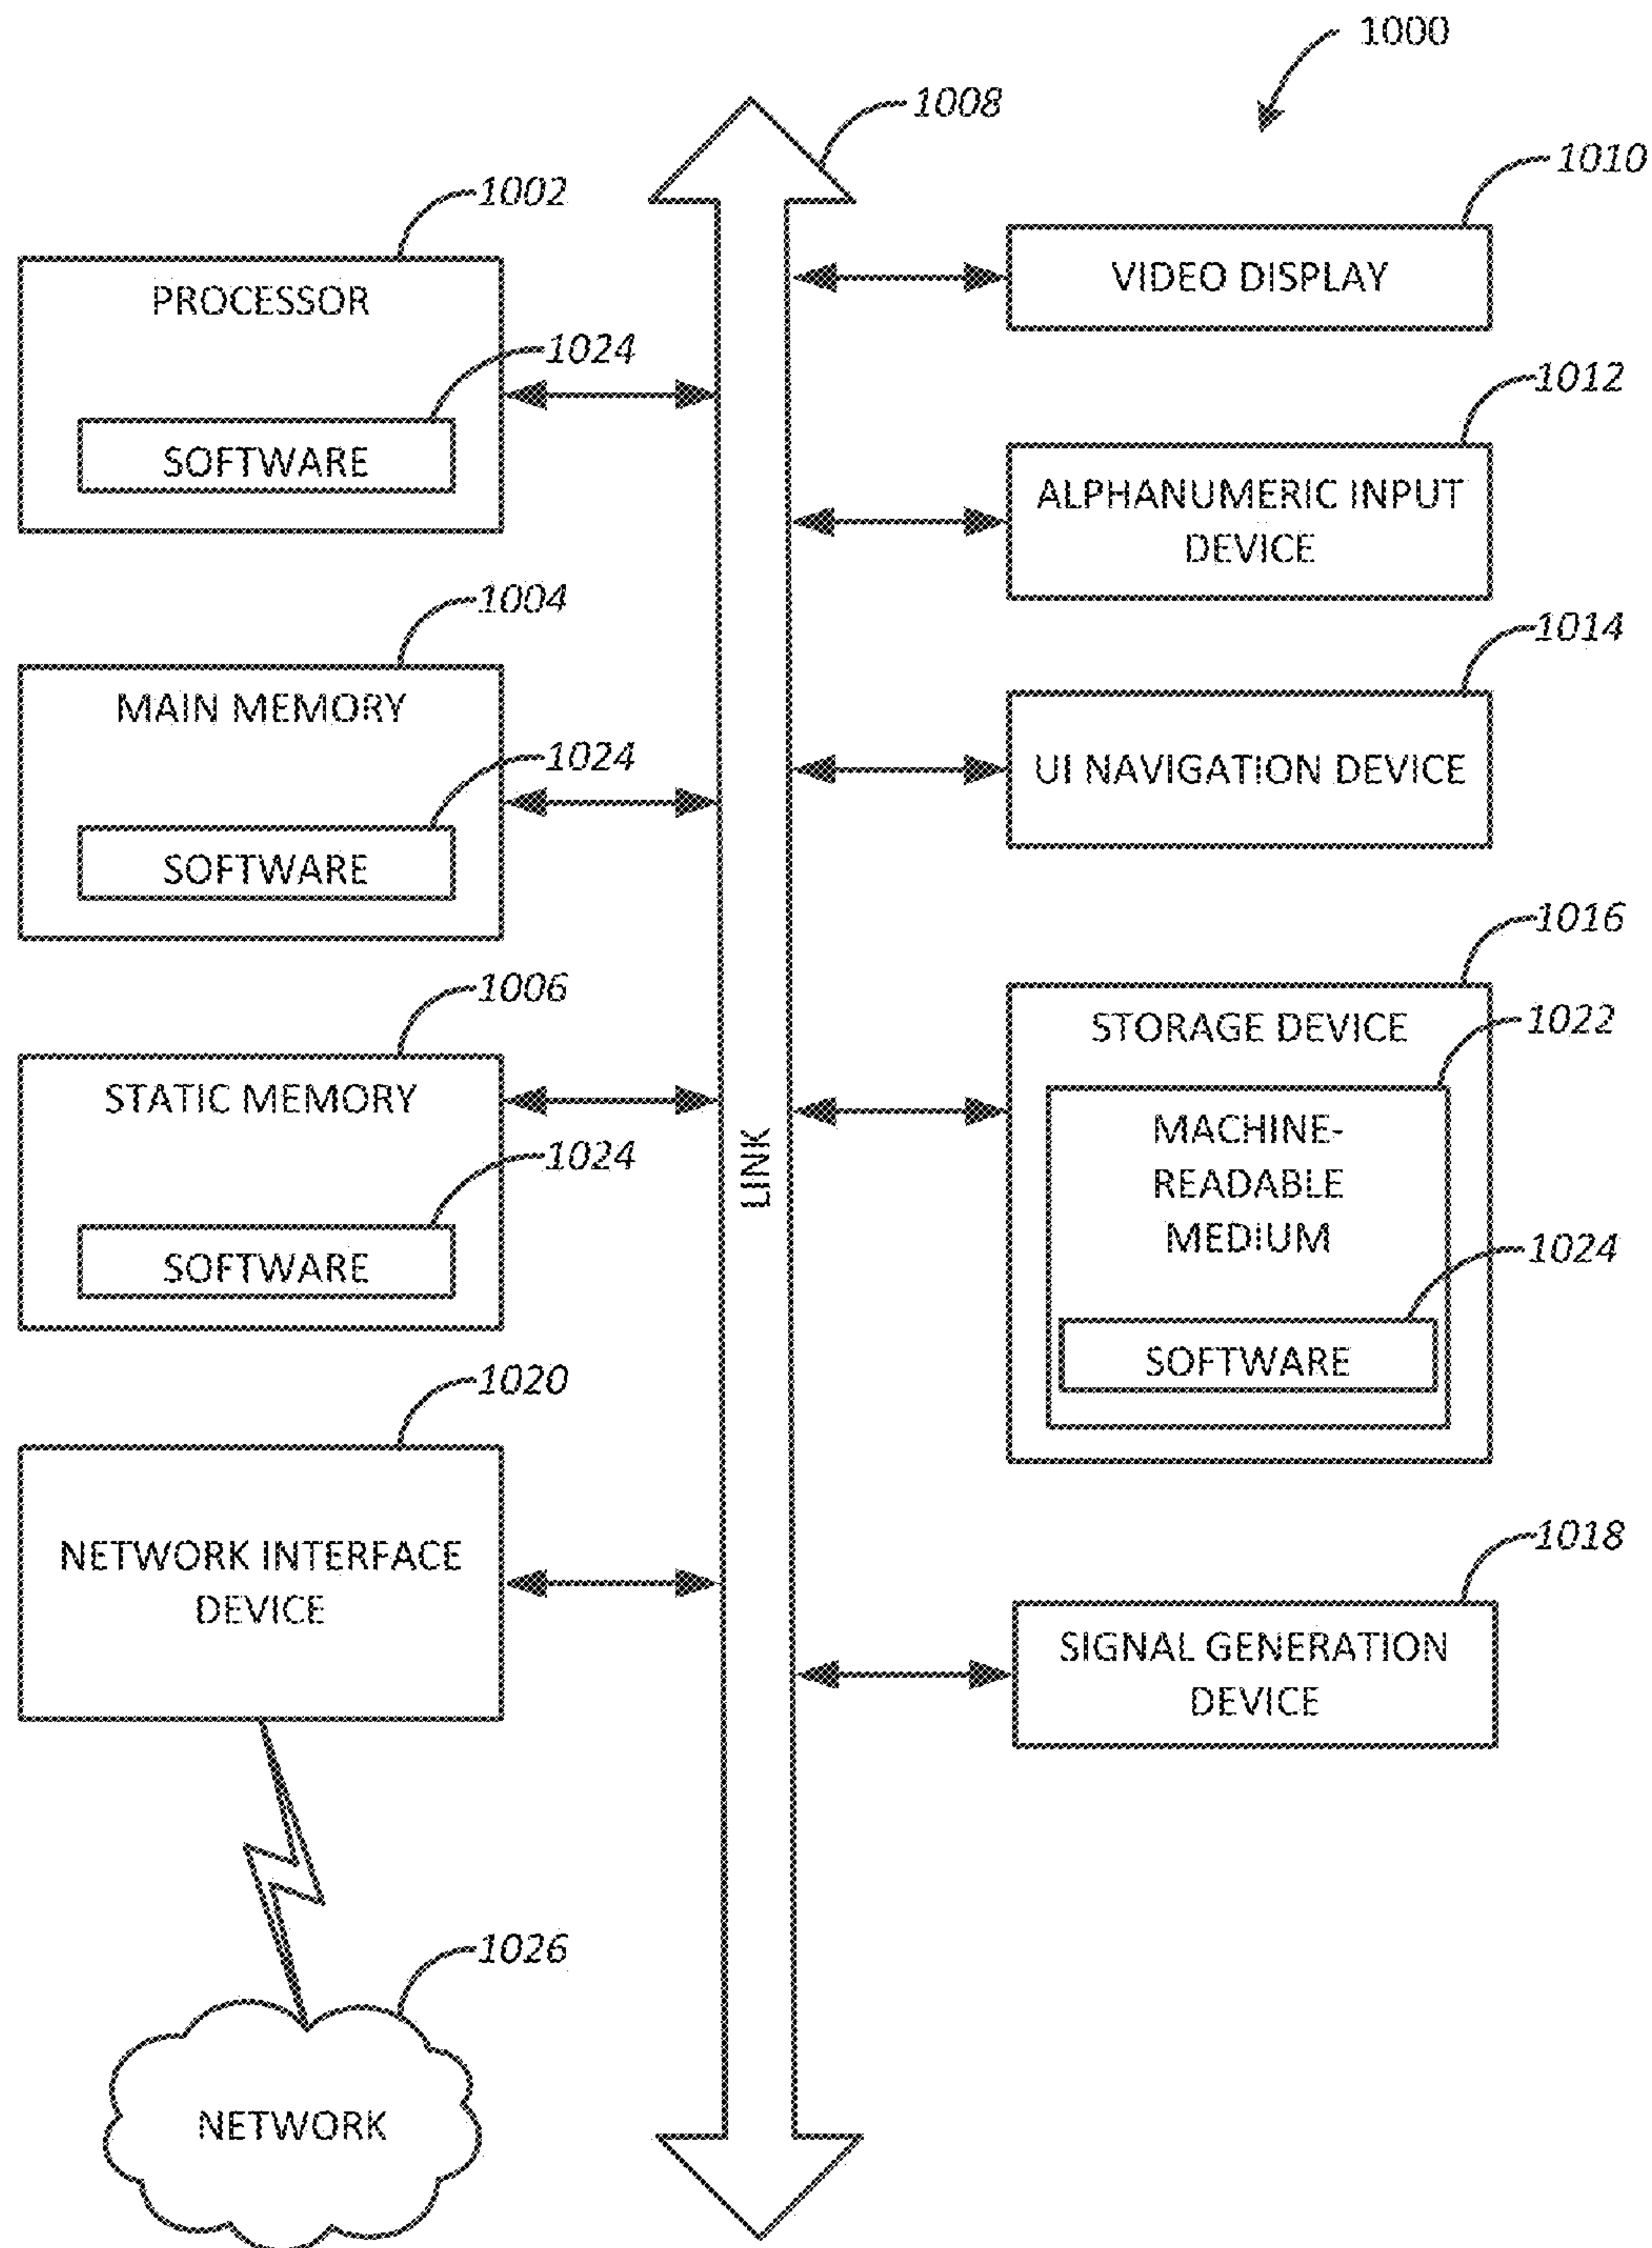 1000
1008
1002
PROCESSOR
1024
SOFTWARE
1004
MAIN MEMORY
1024
SOFTWARE
1006
STATIC MEMORY
1024
SOFTWARE
1020
NETWORK INTERFACE
DEVICE
1026
NETWORK
LINK
1010
VIDEO DISPLAY
1012
ALPHANUMERIC INPUT
DEVICE
1014
UI NAVIGATION DEVICE
1016
STORAGE DEVICE
1022
MACHINE-
READABLE
MEDIUM
1024
SOFTWARE
1018
SIGNAL GENERATION
DEVICE